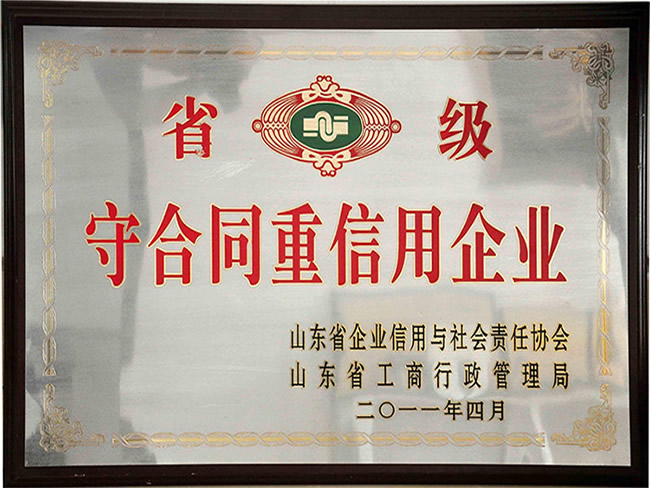 省 级
守合同重信用企业
山东省企业信用与社会责任协会
山东省工商行政管理局
二〇一一年四月